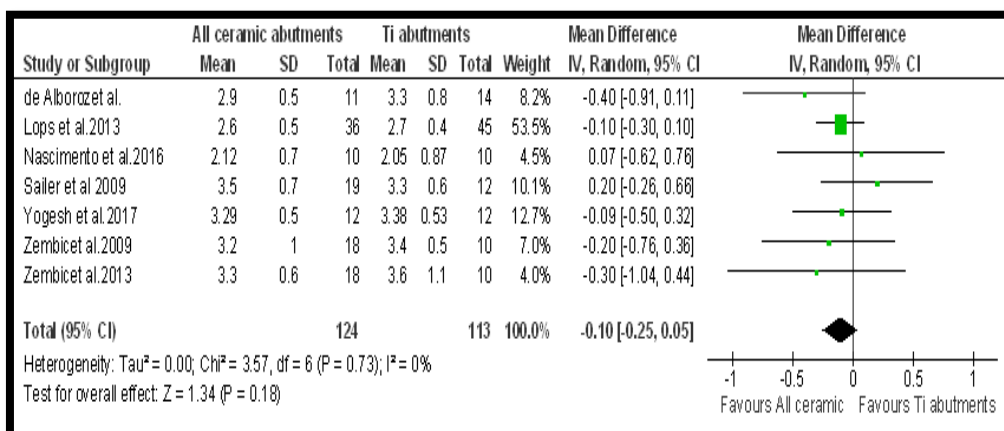 All ceramic abutments Ti abutments Mean Difference Mean Difference
Study or Subgroup Mean SD Total Mean SD Total Weight IV, Random, 95% CI IV, Random, 95% CI
de Alboroz et al. 2.9 0.5 11 3.3 0.8 14 8.2% -0.40 [-0.91, 0.11]
Lops et al.2013 2.6 0.5 36 2.7 0.4 45 53.5% -0.10 [-0.30, 0.10]
Nascimento et al.2016 2.12 0.7 10 2.05 0.87 10 4.5% 0.07 [-0.62, 0.76]
Sailer et al 2009 3.5 0.7 19 3.3 0.6 12 10.1% 0.20 [-0.26, 0.66]
Yogesh et al.2017 3.29 0.5 12 3.38 0.53 12 12.7% -0.09 [-0.50, 0.32]
Zembic et al.2009 3.2 1 18 3.4 0.5 10 7.0% -0.20 [-0.76, 0.36]
Zembic et al.2013 3.3 0.6 18 3.6 1.1 10 4.0% -0.30 [-1.04, 0.44]
Total (95% CI) 124 113 100.0% -0.10 [-0.25, 0.05]
Heterogeneity: Tau² = 0.00; Chi² = 3.57, df = 6 (P = 0.73); I² = 0%
Test for overall effect: Z = 1.34 (P = 0.18)
-1 -0.5 0 0.5 1
Favours All ceramic Favours Ti abutments